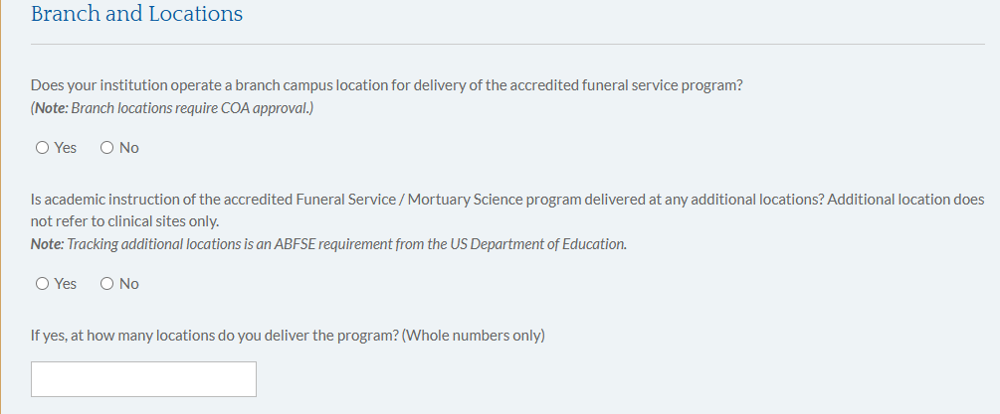 Branch and Locations
Does your institution operate a branch campus location for delivery of the accredited funeral service program?
(Note: Branch locations require COA approval.)
Yes No
Is academic instruction of the accredited Funeral Service / Mortuary Science program delivered at any additional locations? Additional location does
not refer to clinical sites only.
Note: Tracking additional locations is an ABFSE requirement from the US Department of Education.
Yes No
If yes, at how many locations do you deliver the program? (Whole numbers only)